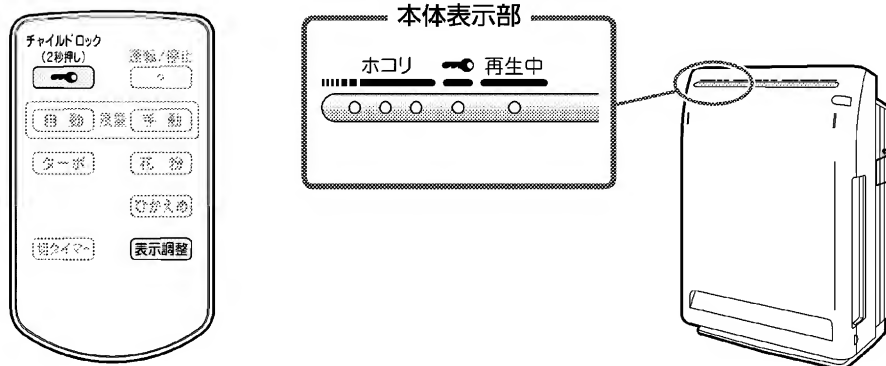 チャイルドロック
(2秒押し)
運転/停止
自動 風量 手動
ターボ 花粉
ひかえめ
切タイマー 表示調整
本体表示部
ホコリ 再生中